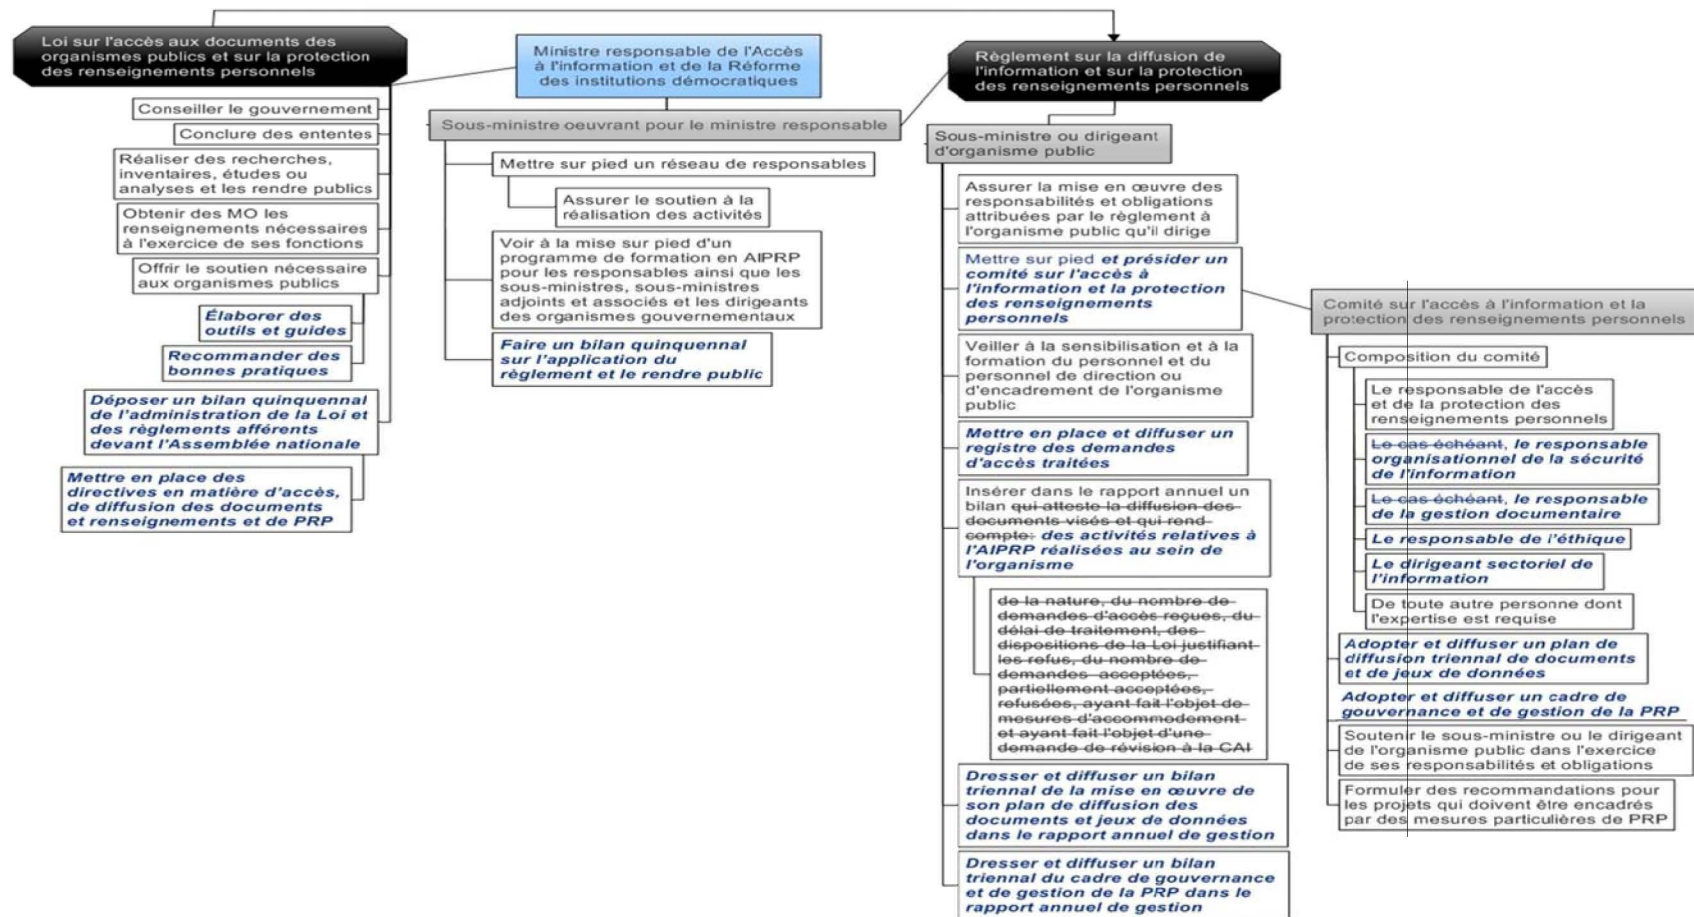 Loi sur l'accès aux documents des
organismes publics et sur la protection
des renseignements personnels
Conseiller le gouvernement
Conclure des ententes
Réaliser des recherches,
inventaires, études ou
analyses et les rendre publics
Obtenir des MO les
renseignements nécessaires
à l'exercice de ses fonctions
Offrir le soutien nécessaire
aux organismes publics
Élaborer des
outils et guides
Recommander des
bonnes pratiques
Déposer un bilan quinquennal
de l'administration de la Loi et
des règlements afférents
devant l'Assemblée nationale
Mettre en place des
directives en matière d'accès,
de diffusion des documents
et renseignements et de PRP
Ministre responsable de l'Accès
à l'information et de la Réforme
des institutions démocratiques
Sous-ministre oeuvrant pour le ministre responsable
Mettre sur pied un réseau de responsables
Assurer le soutien à la
réalisation des activités
Voir à la mise sur pied d'un
programme de formation en AIPRP
pour les responsables ainsi que les
sous-ministres, sous-ministres
adjoints et associés et les dirigeants
des organismes gouvernementaux
Faire un bilan quinquennal
sur l'application du
règlement et le rendre public
Règlement sur la diffusion de
l'information et sur la protection
des renseignements personnels
Sous-ministre ou dirigeant
d'organisme public
Assurer la mise en œuvre des
responsabilités et obligations
attribuées par le règlement à
l'organisme public qu'il dirige
Mettre sur pied et présider un
comité sur l'accès à
l'information et la protection
des renseignements
personnels
Veiller à la sensibilisation et à la
formation du personnel et du
personnel de direction ou
d'encadrement de l'organisme
public
Mettre en place et diffuser un
registre des demandes
d'accès traitées
Insérer dans le rapport annuel un
bilan qui atteste la diffusion des
documents visés et qui rend
compte: des activités relatives à
l'AIPRP réalisées au sein de
l'organisme
de la nature, du nombre de
demandes d'accès reçues, du
délai de traitement, des
dispositions de la Loi justifiant
les refus, du nombre de
demandes acceptées,
partiellement acceptées,
refusées, ayant fait l'objet de
mesures d'accommodement
et ayant fait l'objet d'une
demande de révision à la CAI
Dresser et diffuser un bilan
triennal de la mise en œuvre de
son plan de diffusion des
documents et jeux de données
dans le rapport annuel de gestion
Dresser et diffuser un bilan
triennal du cadre de gouvernance
et de gestion de la PRP dans le
rapport annuel de gestion
Comité sur l'accès à l'information et la
protection des renseignements personnels
Composition du comité
Le responsable de l'accès
et de la protection des
renseignements personnels
Le cas échéant, le responsable
organisationnel de la sécurité
de l'information
Le cas échéant, le responsable
de la gestion documentaire
Le responsable de l'éthique
Le dirigeant sectoriel de
l'information
De toute autre personne dont
l'expertise est requise
Adopter et diffuser un plan de
diffusion triennal de documents
et de jeux de données
Adopter et diffuser un cadre de
gouvernance et de gestion de la PRP
Soutenir le sous-ministre ou le dirigeant
de l'organisme public dans l'exercice
de ses responsabilités et obligations
Formuler des recommandations pour
les projets qui doivent être encadrés
par des mesures particulières de PRP